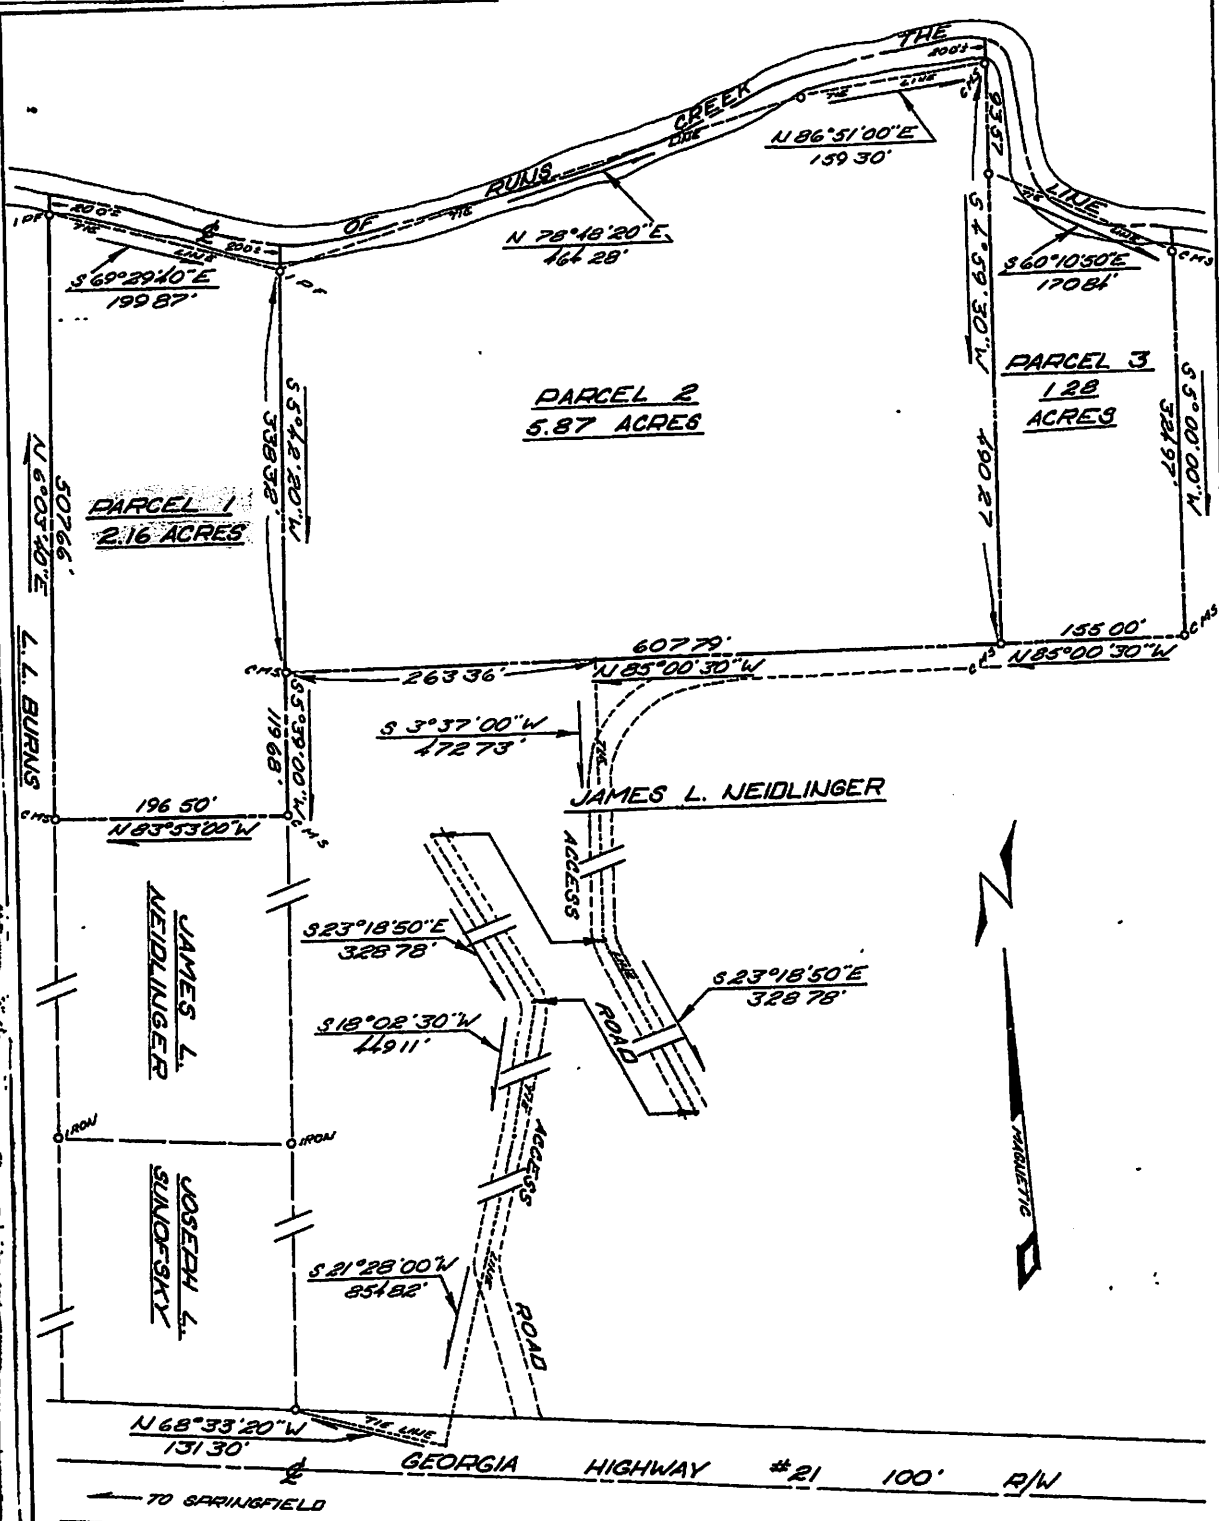 THE
200±
CREEK
TIE LINE
CMS
N 86°51'00"E
159 30'
93.57
LINE
TIE LINE
CMS
RUNS
TIE LINE
OF
N 78°48'20"E
464 28'
IPF
200±
TIE LINE
200±
S 69°29'40"E
199 87'
IPF
S 60°10'50"E
170 84'
S 4°59'30"W
490 27
PARCEL 3
1 28
ACRES
S 5°00'00"W
324 97'
PARCEL 2
5.87 ACRES
S 5°42'20"W
338 32'
PARCEL 1
2.16 ACRES
507 66'
N 6°03'40"E
L. L. BURNS
CMS
607 79'
N 85°00'30"W
263 36'
CMS
155 00'
N 85°00'30"W
CMS
S 5°39'00"W
119 68'
S 3°37'00"W
472 73'
TIE
JAMES L. NEIDLINGER
196 50'
N 83°53'00"W
CMS
CMS
ACCESS
LINE
ROAD
JAMES L.
NEIDLINGER
S 23°18'50"E
328 78'
S 23°18'50"E
328 78'
S 18°02'30"W
449 11'
TIE
ACCESS
LINE
ROAD
MAGNETIC
IRON
IRON
JOSEPH L.
SUNOFSKY
S 21°28'00"W
854 82'
N 68°33'20"W
131 30'
TIE LINE
GEORGIA HIGHWAY #21 100' R/W
℄
TO SPRINGFIELD